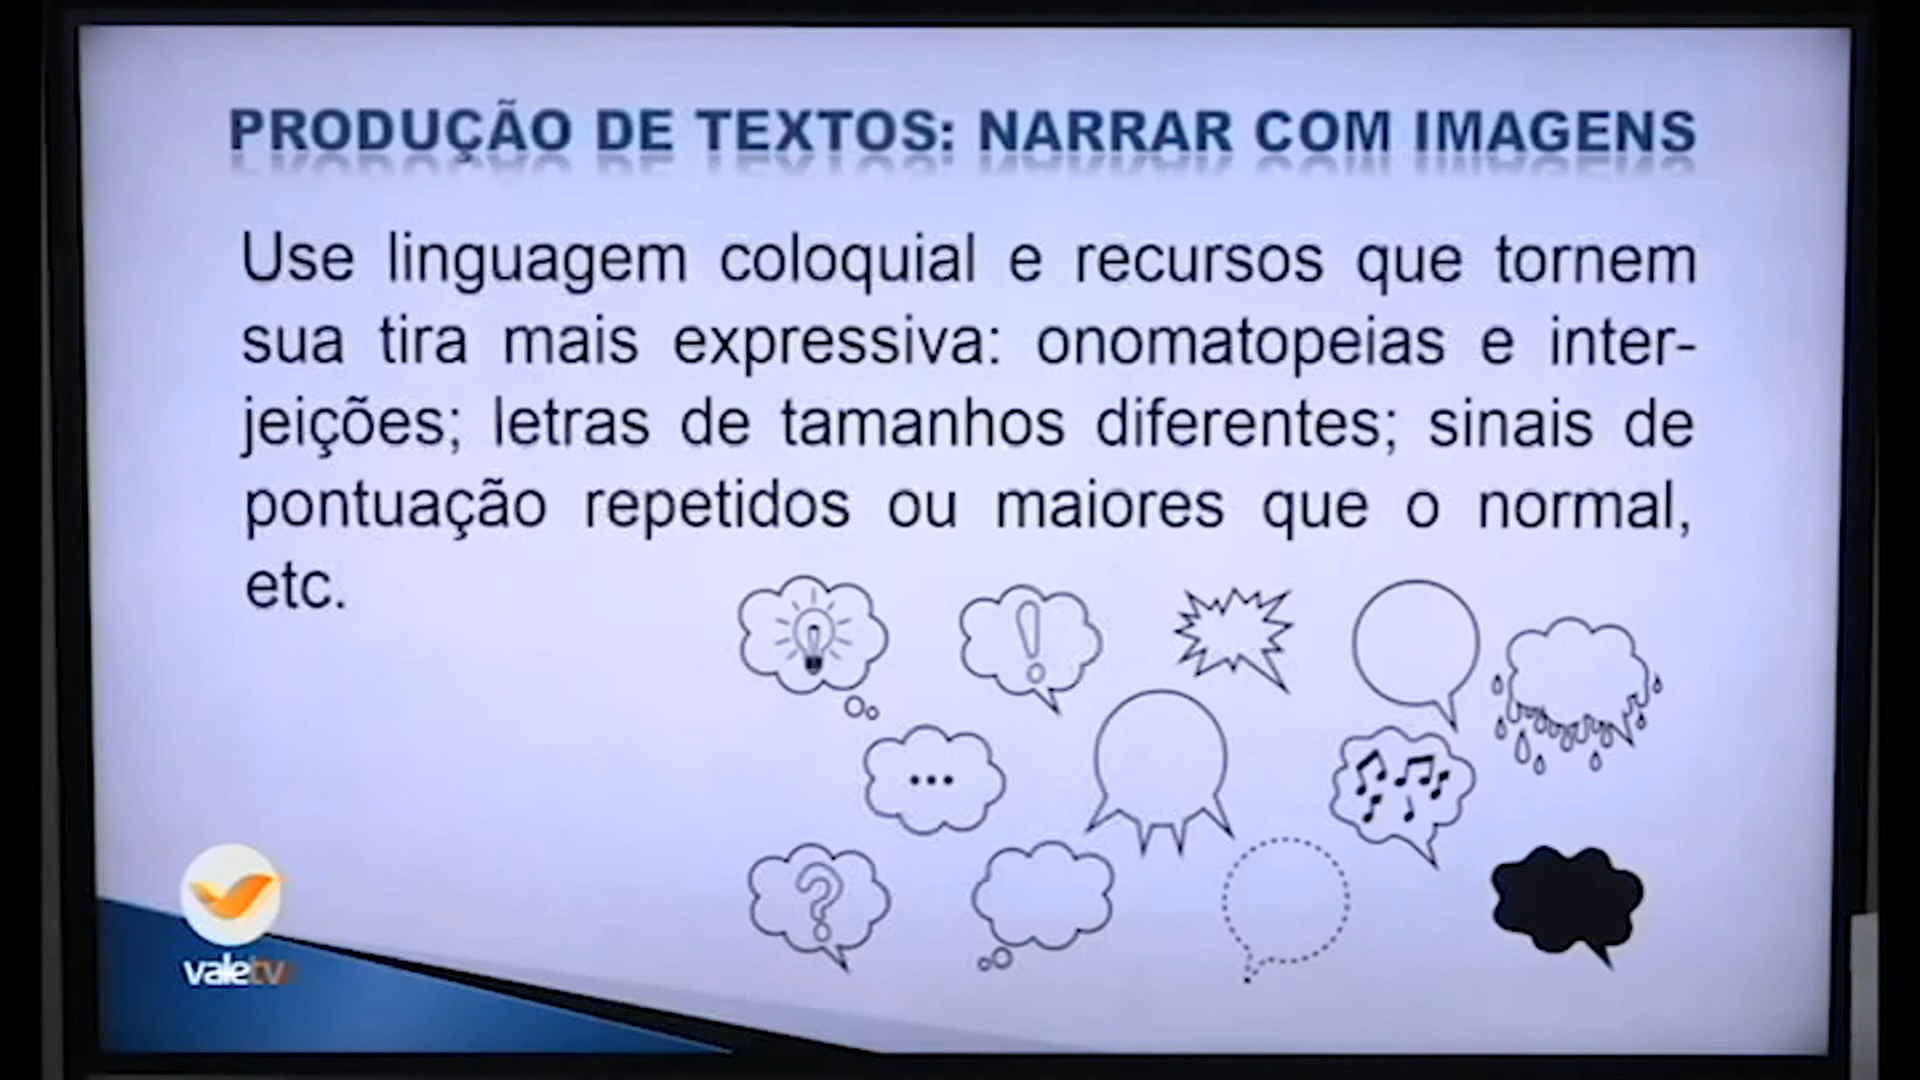 PRODUÇÃO DE TEXTOS: NARRAR COM IMAGENS
Use linguagem coloquial e recursos que tornem
sua tira mais expressiva: onomatopeias e inter-
jeições; letras de tamanhos diferentes; sinais de
pontuação repetidos ou maiores que o normal,
etc.
!
...
?
valetv